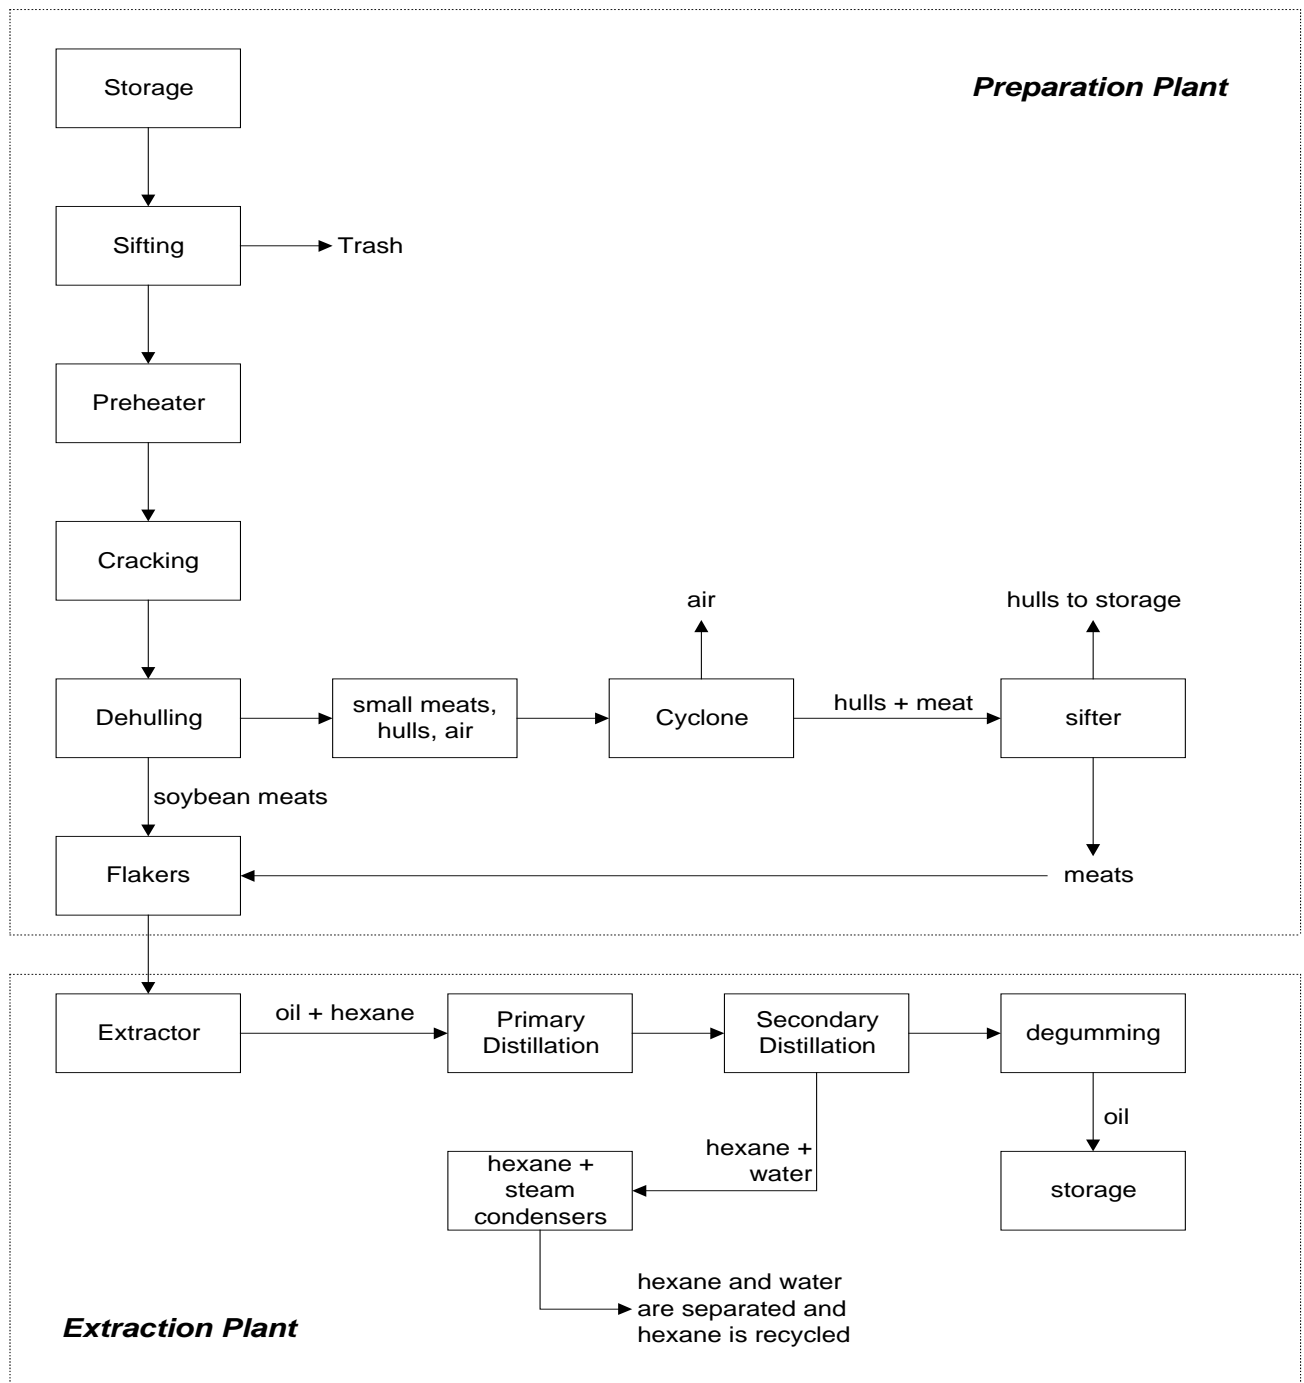 Storage
Preparation Plant
Sifting
Trash
Preheater
Cracking
air
hulls to storage
Dehulling
small meats,
hulls, air
Cyclone
hulls + meat
sifter
soybean meats
Flakers
meats
Extractor
oil + hexane
Primary
Distillation
Secondary
Distillation
degumming
oil
hexane +
water
hexane +
steam
condensers
storage
hexane and water
are separated and
hexane is recycled
Extraction Plant